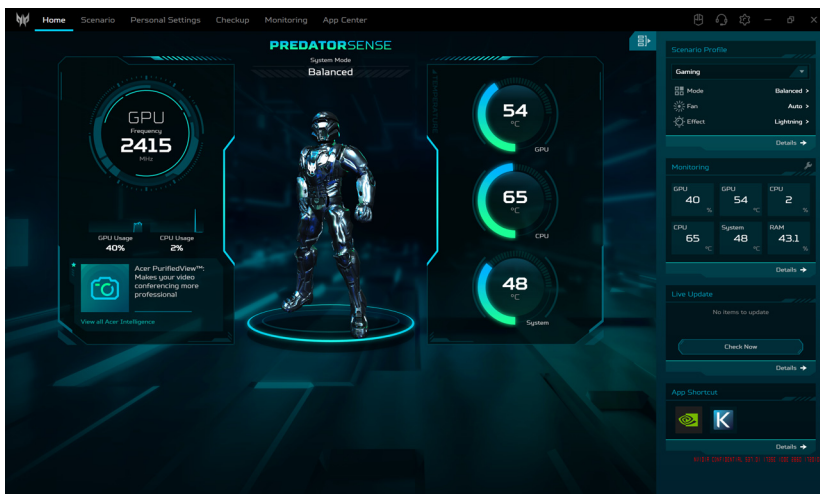 Home Scenario Personal Settings Checkup Monitoring App Center
PREDATORSENSE
System Mode
Balanced
GPU
Frequency
2415
MHz
GPU Usage
40%
CPU Usage
2%
Acer PurifiedView™:
Makes your video
conferencing more
professional
View all Acer Intelligence
54
°C
GPU
65
°C
CPU
48
°C
System
Scenario Profile
Gaming
Mode Balanced >
Fan Auto >
Effect Lightning >
Details
Monitoring
GPU
40
%
GPU
54
°C
CPU
2
%
CPU
65
°C
System
48
°C
RAM
43.1
%
Details
Live Update
No items to update
Check Now
Details
App Shortcut
K
Details